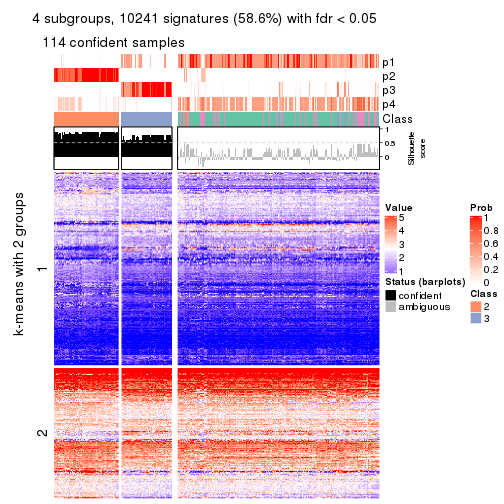 4 subgroups, 10241 signatures (58.6%) with fdr < 0.05
114 confident samples
p1
p2
p3
p4
Class
1
0.5
0
Silhouette
score
k-means with 2 groups
1
2
Value
5
4
3
2
1
Status (barplots)
confident
ambiguous
Prob
1
0.8
0.6
0.4
0.2
0
Class
2
3